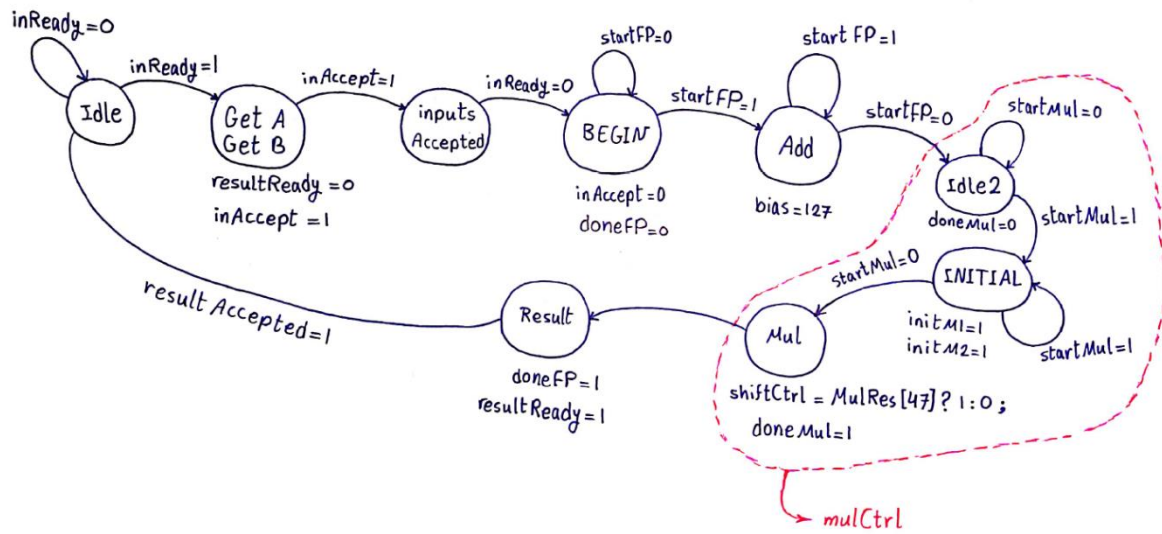 inReady=0
inReady=1
Idle
Get A
Get B
resultReady=0
inAccept=1
inAccept=1
inputs
Accepted
inReady=0
startFP=0
BEGIN
inAccept=0
doneFP=0
startFP=1
startFP=1
Add
bias=127
startFP=0
startMul=0
Idle2
doneMul=0
startMul=1
INITIAL
initM1=1
initM2=1
startMul=1
startMul=0
Mul
shiftCtrl = MulRes[47]? 1:0;
doneMul=1
mulCtrl
Result
doneFP=1
resultReady=1
result Accepted=1